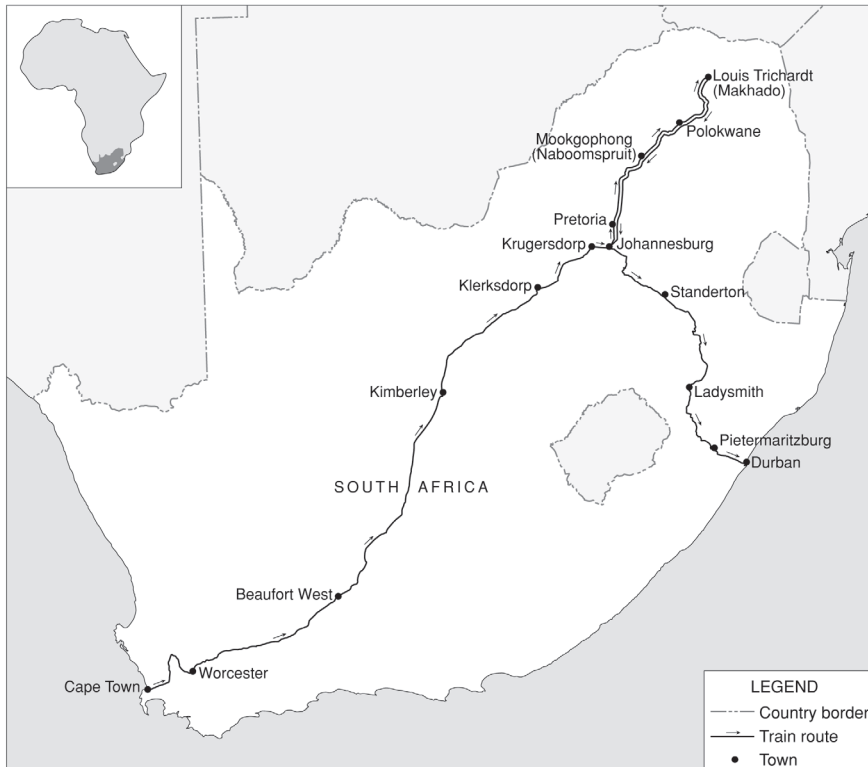 Louis Trichardt
(Makhado)
Polokwane
Mookgophong
(Naboomspruit)
Pretoria
Krugersdorp
Johannesburg
Klerksdorp
Standerton
Kimberley
Ladysmith
Pietermaritzburg
Durban
SOUTH AFRICA
Beaufort West
Worcester
Cape Town
LEGEND
Country border
Train route
Town